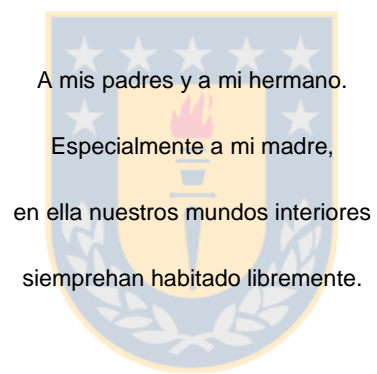 A mis padres y a mi hermano.
Especialmente a mi madre,
en ella nuestros mundos interiores
siemprehan habitado libremente.